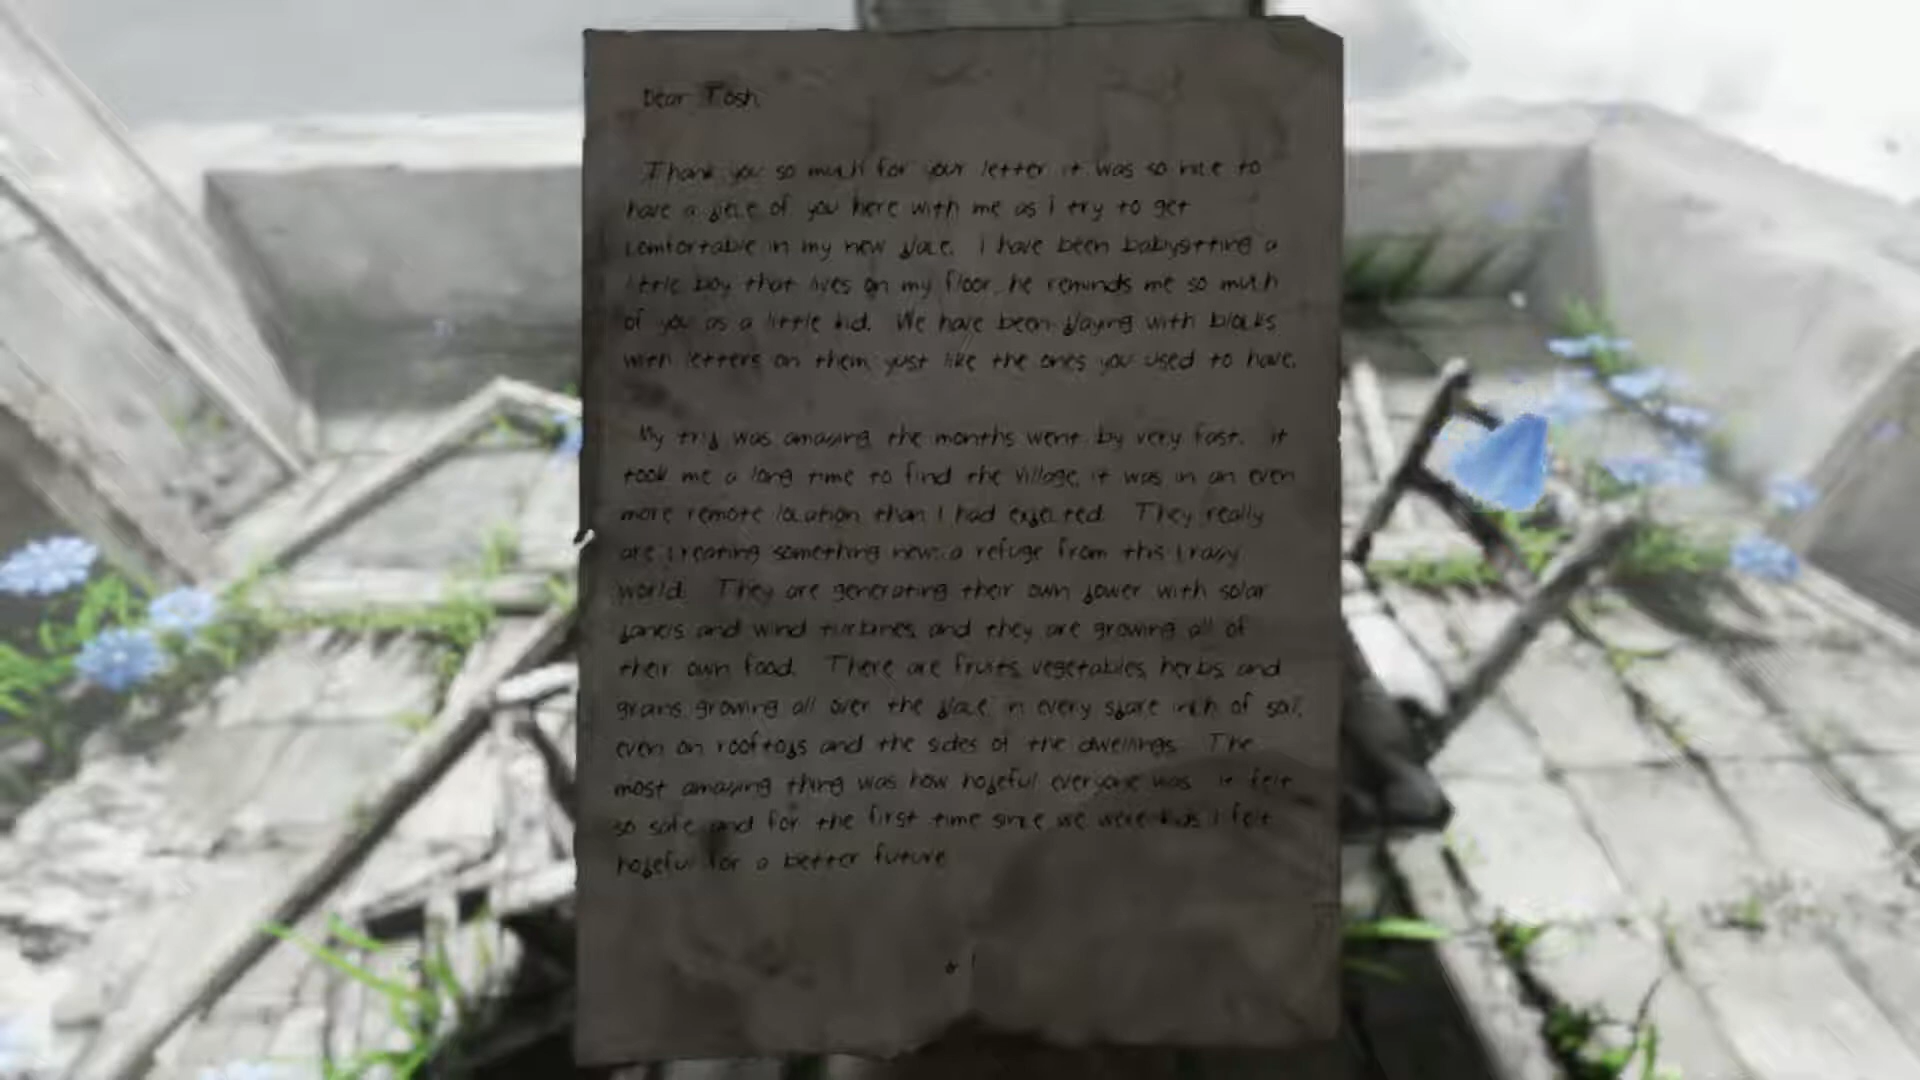 Dear Tosh
Thank you so much for your letter it was so nice to
have a piece of you here with me as I try to get
comfortable in my new place. I have been babysitting a
little boy that lives on my floor, he reminds me so much
of you as a little kid. We have been playing with blocks
with letters on them just like the ones you used to have.
My trip was amazing the months went by very fast. it
took me a long time to find the village, it was in an even
more remote location than I had expected. They really
are creating something new: a refuge from this crazy
world. They are generating their own power with solar
panels and wind turbines, and they are growing all of
their own food. There are fruits, vegetables, herbs, and
grains growing all over the place, in every spare inch of soil,
even on rooftops and the sides of the dwellings. The
most amazing thing was how hopeful everyone was. it felt
so safe and for the first time since we were kids I felt
hopeful for a better future